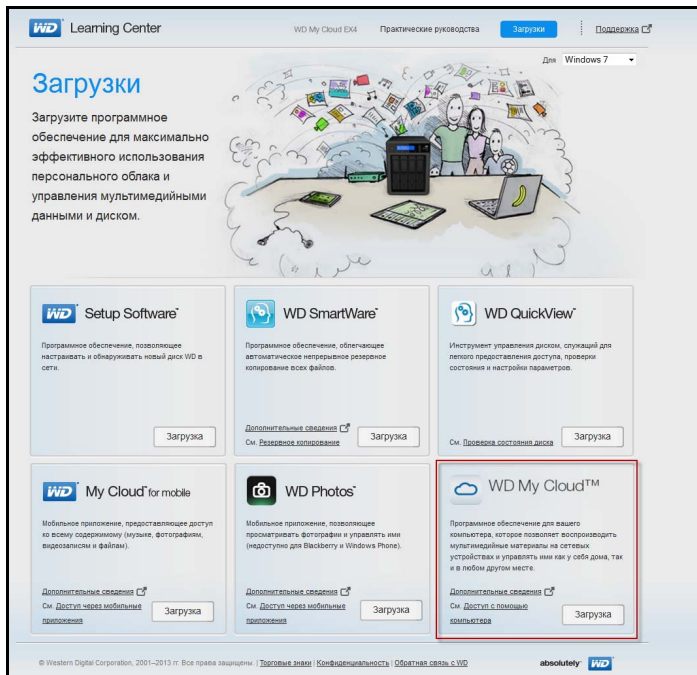 WD Learning Center
WD My Cloud EX4
Практические руководства
Загрузки
Поддержка
Для Windows 7
Загрузки
Загрузите программное
обеспечение для максимально
эффективного использования
персонального облака и
управления мультимедийными
данными и диском.
WD Setup Software™
Программное обеспечение, позволяющее
настраивать и обнаруживать новый диск WD в
сети.
Загрузка
WD SmartWare™
Программное обеспечение, облегчающее
автоматическое непрерывное резервное
копирование всех файлов.
Дополнительные сведения
См. Резервное копирование
Загрузка
WD QuickView™
Инструмент управления диском, служащий для
легкого предоставления доступа, проверки
состояния и настройки параметров.
См. Проверка состояния диска
Загрузка
WD My Cloud™ for mobile
Мобильное приложение, предоставляющее доступ
ко всему содержимому (музыке, фотографиям,
видеозаписям и файлам).
Дополнительные сведения
См. Доступ через мобильные
приложения
Загрузка
WD Photos™
Мобильное приложение, позволяющее
просматривать фотографии и управлять ими
(недоступно для Blackberry и Windows Phone).
Дополнительные сведения
См. Доступ через мобильные
приложения
Загрузка
WD My Cloud™
Программное обеспечение для вашего
компьютера, которое позволяет воспроизводить
мультимедийные материалы на сетевых
устройствах и управлять ими как у себя дома, так
и в любом другом месте.
Дополнительные сведения
См. Доступ с помощью
компьютера
Загрузка
© Western Digital Corporation, 2001–2013 гг. Все права защищены. | Торговые знаки | Конфиденциальность | Обратная связь с WD
absolutely WD